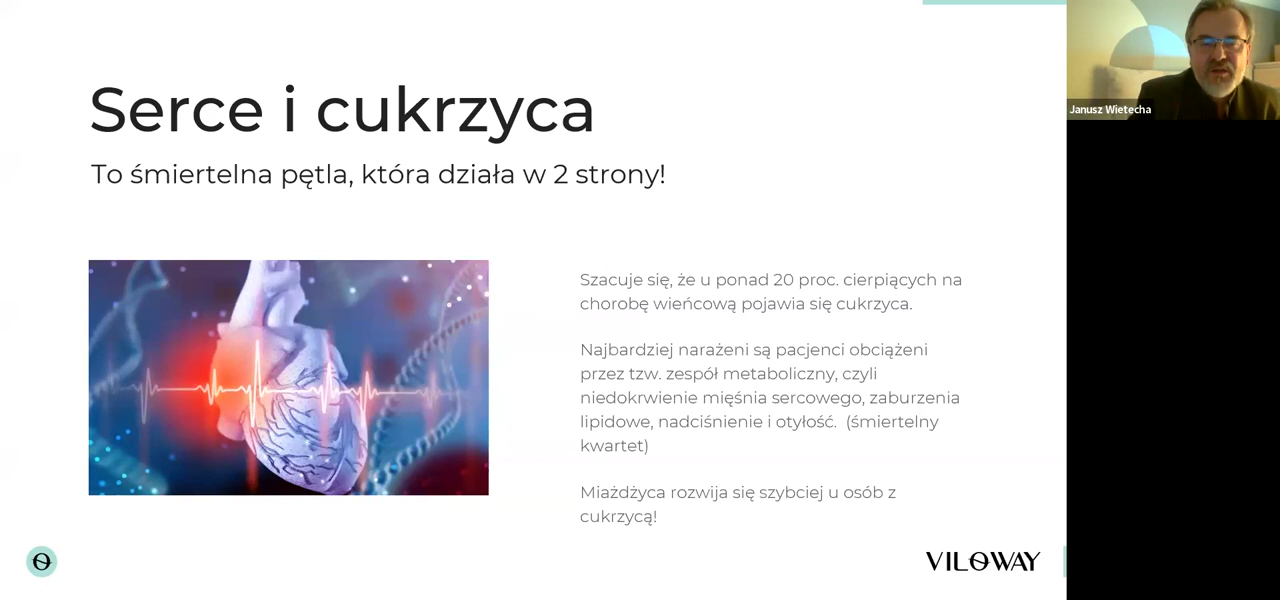 Serce i cukrzyca
To śmiertelna pętla, która działa w 2 strony!
Szacuje się, że u ponad 20 proc. cierpiących na
chorobę wieńcową pojawia się cukrzyca.
Najbardziej narażeni są pacjenci obciążeni
przez tzw. zespół metaboliczny, czyli
niedokrwienie mięśnia sercowego, zaburzenia
lipidowe, nadciśnienie i otyłość.  (śmiertelny
kwartet)
Miażdżyca rozwija się szybciej u osób z
cukrzycą!
VILOWAY
Janusz Wietecha